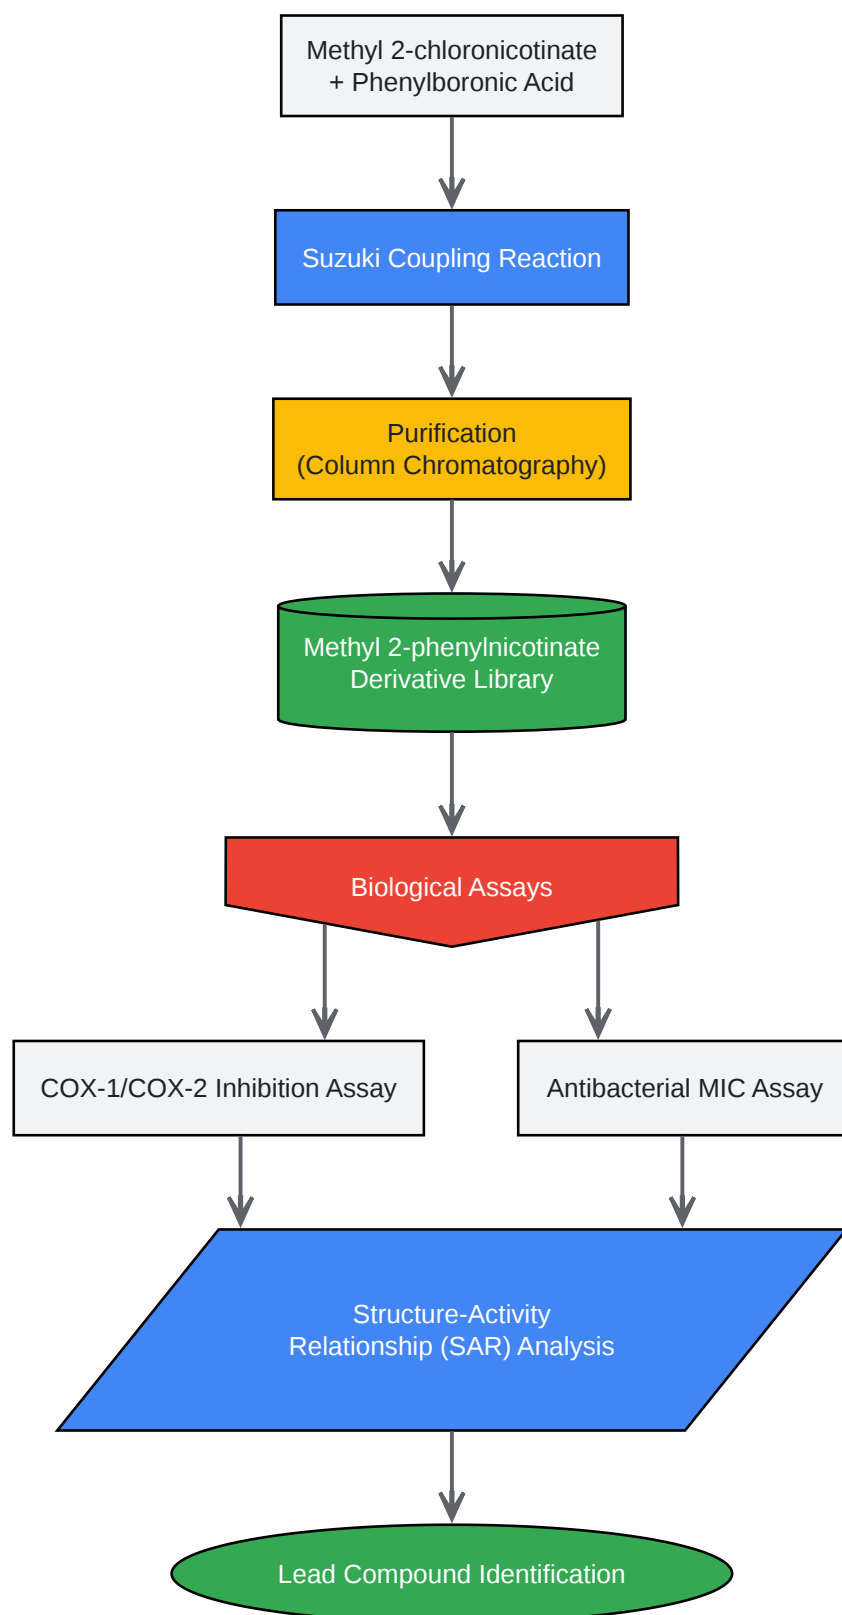 Methyl 2-chloronicotinate
+ Phenylboronic Acid
Suzuki Coupling Reaction
Purification
(Column Chromatography)
Methyl 2-phenylnicotinate
Derivative Library
Biological Assays
COX-1/COX-2 Inhibition Assay
Antibacterial MIC Assay
Structure-Activity
Relationship (SAR) Analysis
Lead Compound Identification